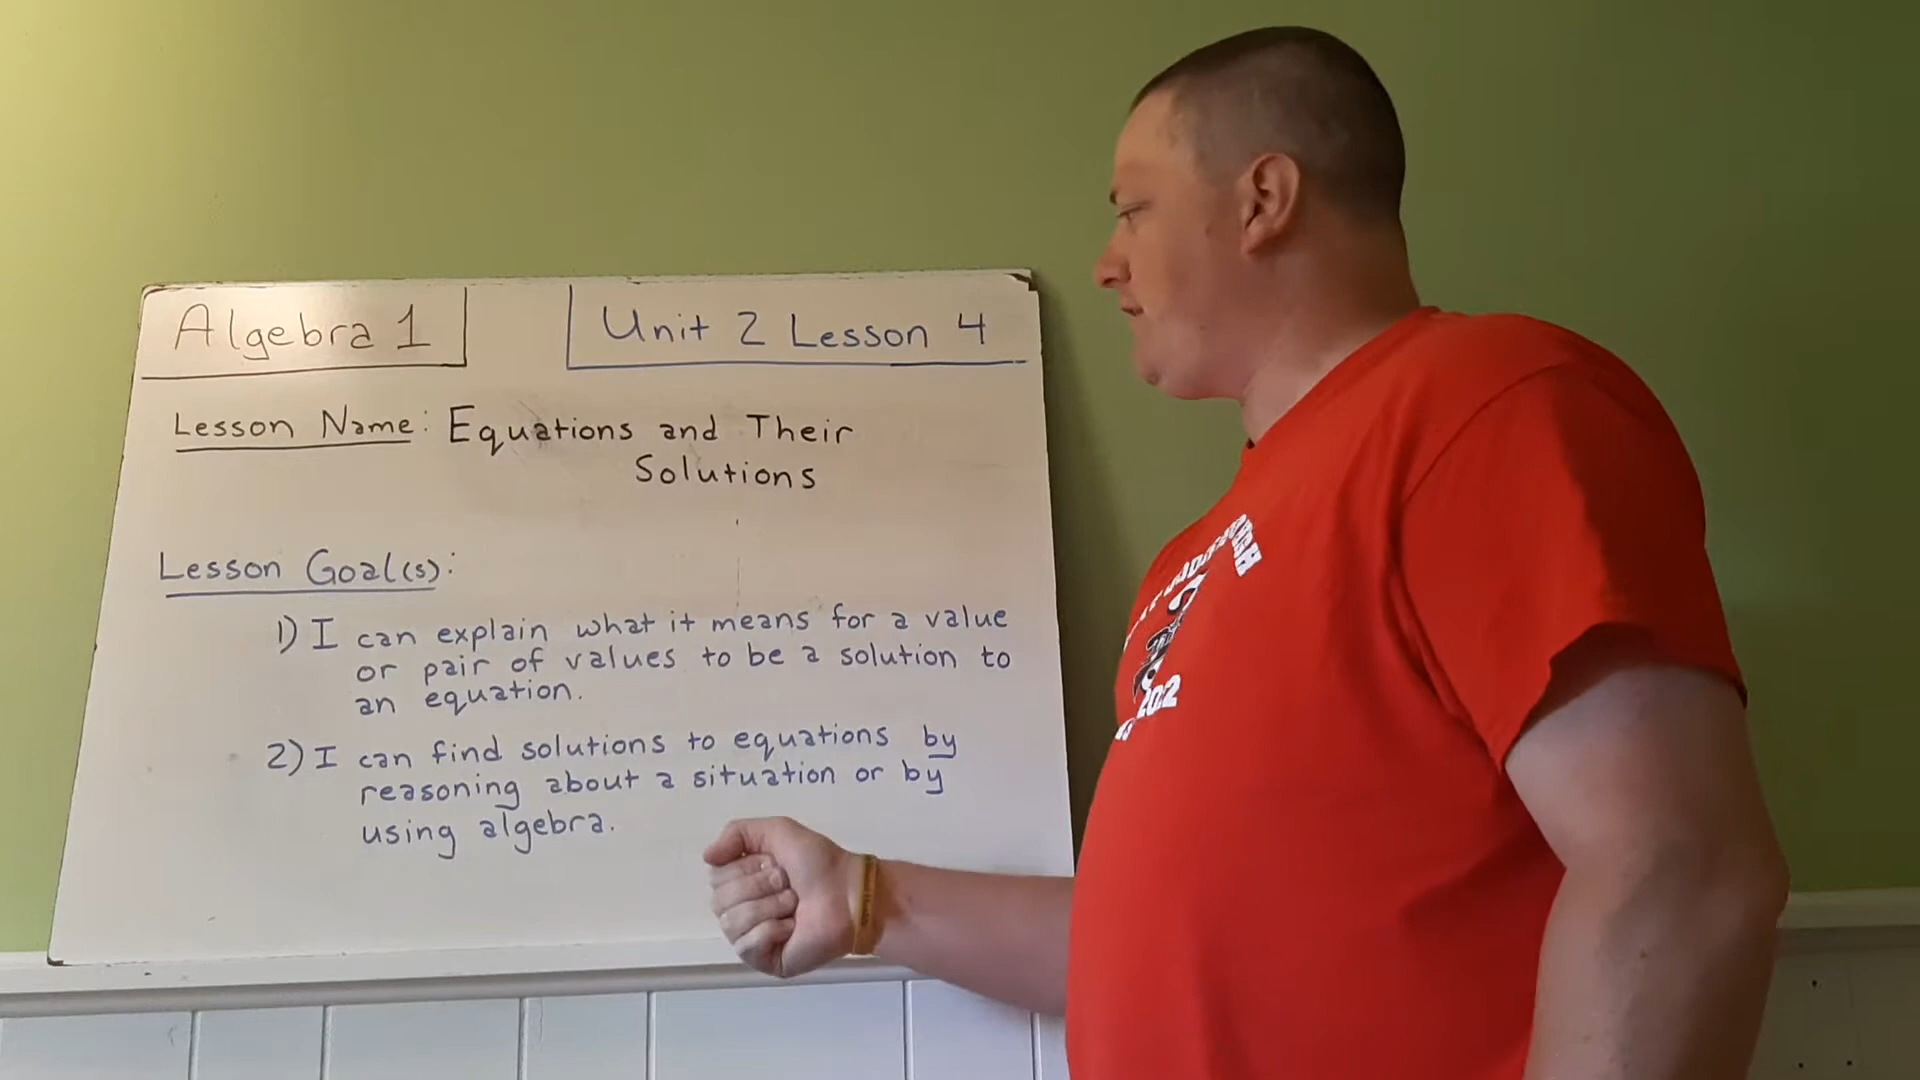 Algebra 1
Unit 2 Lesson 4
Lesson Name: Equations and Their
Solutions
Lesson Goal(s):
1) I can explain what it means for a value
or pair of values to be a solution to
an equation.
2) I can find solutions to equations by
reasoning about a situation or by
using algebra.
2022